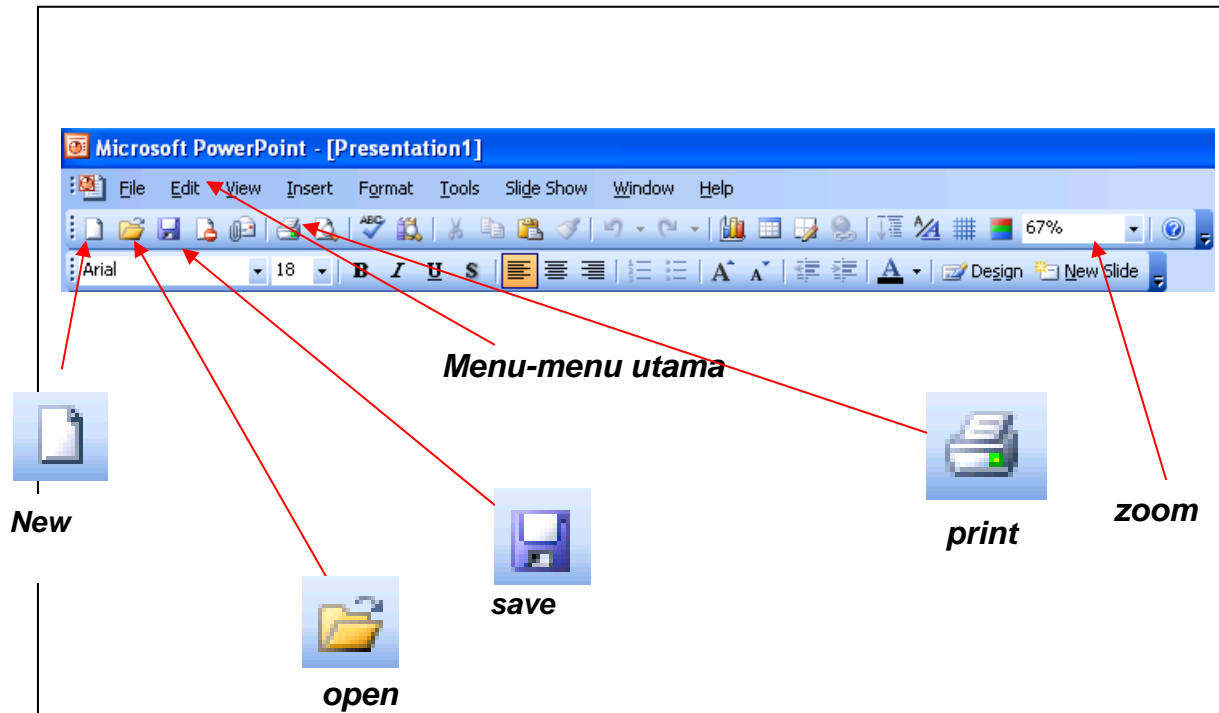 Microsoft PowerPoint - [Presentation1]
File Edit View Insert Format Tools Slide Show Window Help
ABC A/A 67%
Arial 18 B I U S A A A Design New Slide
Menu-menu utama
New
zoom
print
save
open